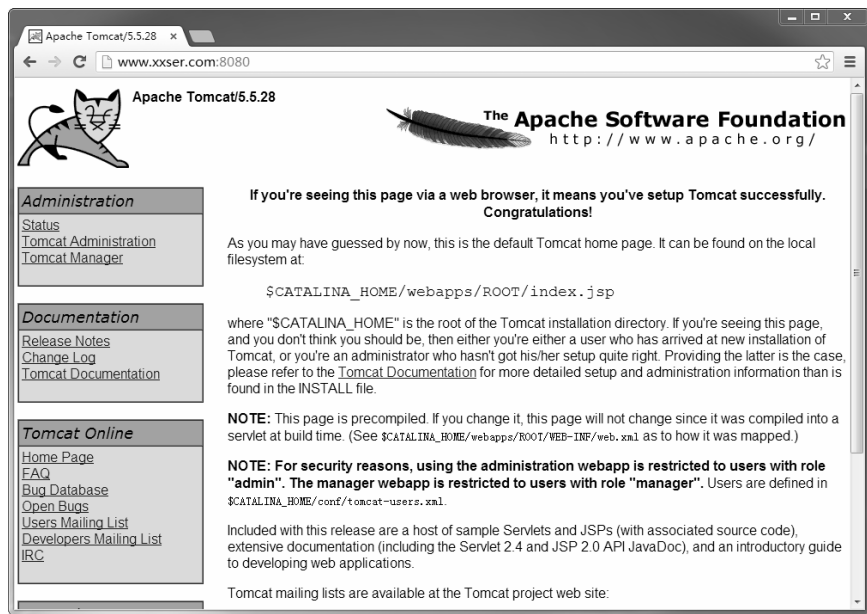 Apache Tomcat/5.5.28
www.xxser.com:8080
Apache Tomcat/5.5.28
The Apache Software Foundation
http://www.apache.org/
Administration
Status
Tomcat Administration
Tomcat Manager
Documentation
Release Notes
Change Log
Tomcat Documentation
Tomcat Online
Home Page
FAQ
Bug Database
Open Bugs
Users Mailing List
Developers Mailing List
IRC
If you're seeing this page via a web browser, it means you've setup Tomcat successfully.
Congratulations!
As you may have guessed by now, this is the default Tomcat home page. It can be found on the local
filesystem at:
$CATALINA_HOME/webapps/ROOT/index.jsp
where "$CATALINA_HOME" is the root of the Tomcat installation directory. If you're seeing this page,
and you don't think you should be, then either you're either a user who has arrived at new installation of
Tomcat, or you're an administrator who hasn't got his/her setup quite right. Providing the latter is the case,
please refer to the Tomcat Documentation for more detailed setup and administration information than is
found in the INSTALL file.
NOTE: This page is precompiled. If you change it, this page will not change since it was compiled into a
servlet at build time. (See $CATALINA_HOME/webapps/ROOT/WEB-INF/web.xml as to how it was mapped.)
NOTE: For security reasons, using the administration webapp is restricted to users with role
"admin". The manager webapp is restricted to users with role "manager". Users are defined in
$CATALINA_HOME/conf/tomcat-users.xml.
Included with this release are a host of sample Servlets and JSPs (with associated source code),
extensive documentation (including the Servlet 2.4 and JSP 2.0 API JavaDoc), and an introductory guide
to developing web applications.
Tomcat mailing lists are available at the Tomcat project web site: